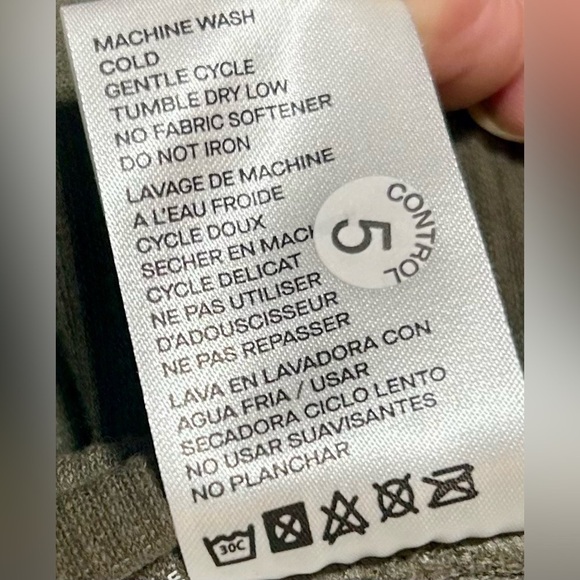 MACHINE WASH
COLD
GENTLE CYCLE
TUMBLE DRY LOW
NO FABRIC SOFTENER
DO NOT IRON
LAVAGE DE MACHINE
A L'EAU FROIDE
CYCLE DOUX
SECHER EN MACH
CYCLE DELICAT
NE PAS UTILISER
D'ADOUSCISSEUR
NE PAS REPASSER
LAVA EN LAVADORA CON
AGUA FRIA / USAR
SECADORA CICLO LENTO
NO USAR SUAVISANTES
NO PLANCHAR
CONTROL
5
30C